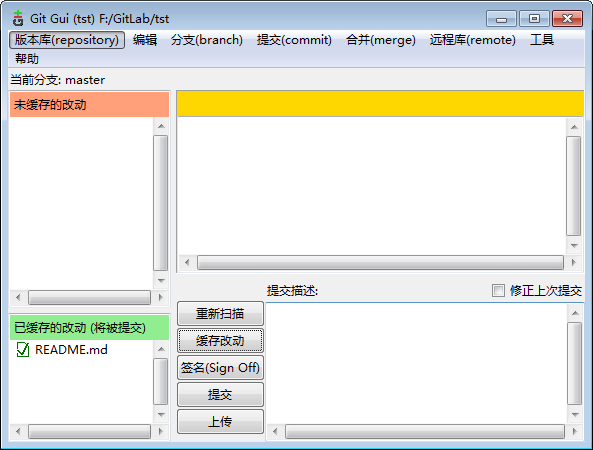 Git Gui (tst) F:/GitLab/tst
版本库(repository) 编辑 分支(branch) 提交(commit) 合并(merge) 远程库(remote) 工具
帮助
当前分支: master
未缓存的改动
已缓存的改动 (将被提交)
README.md
提交描述:
修正上次提交
重新扫描
缓存改动
签名(Sign Off)
提交
上传